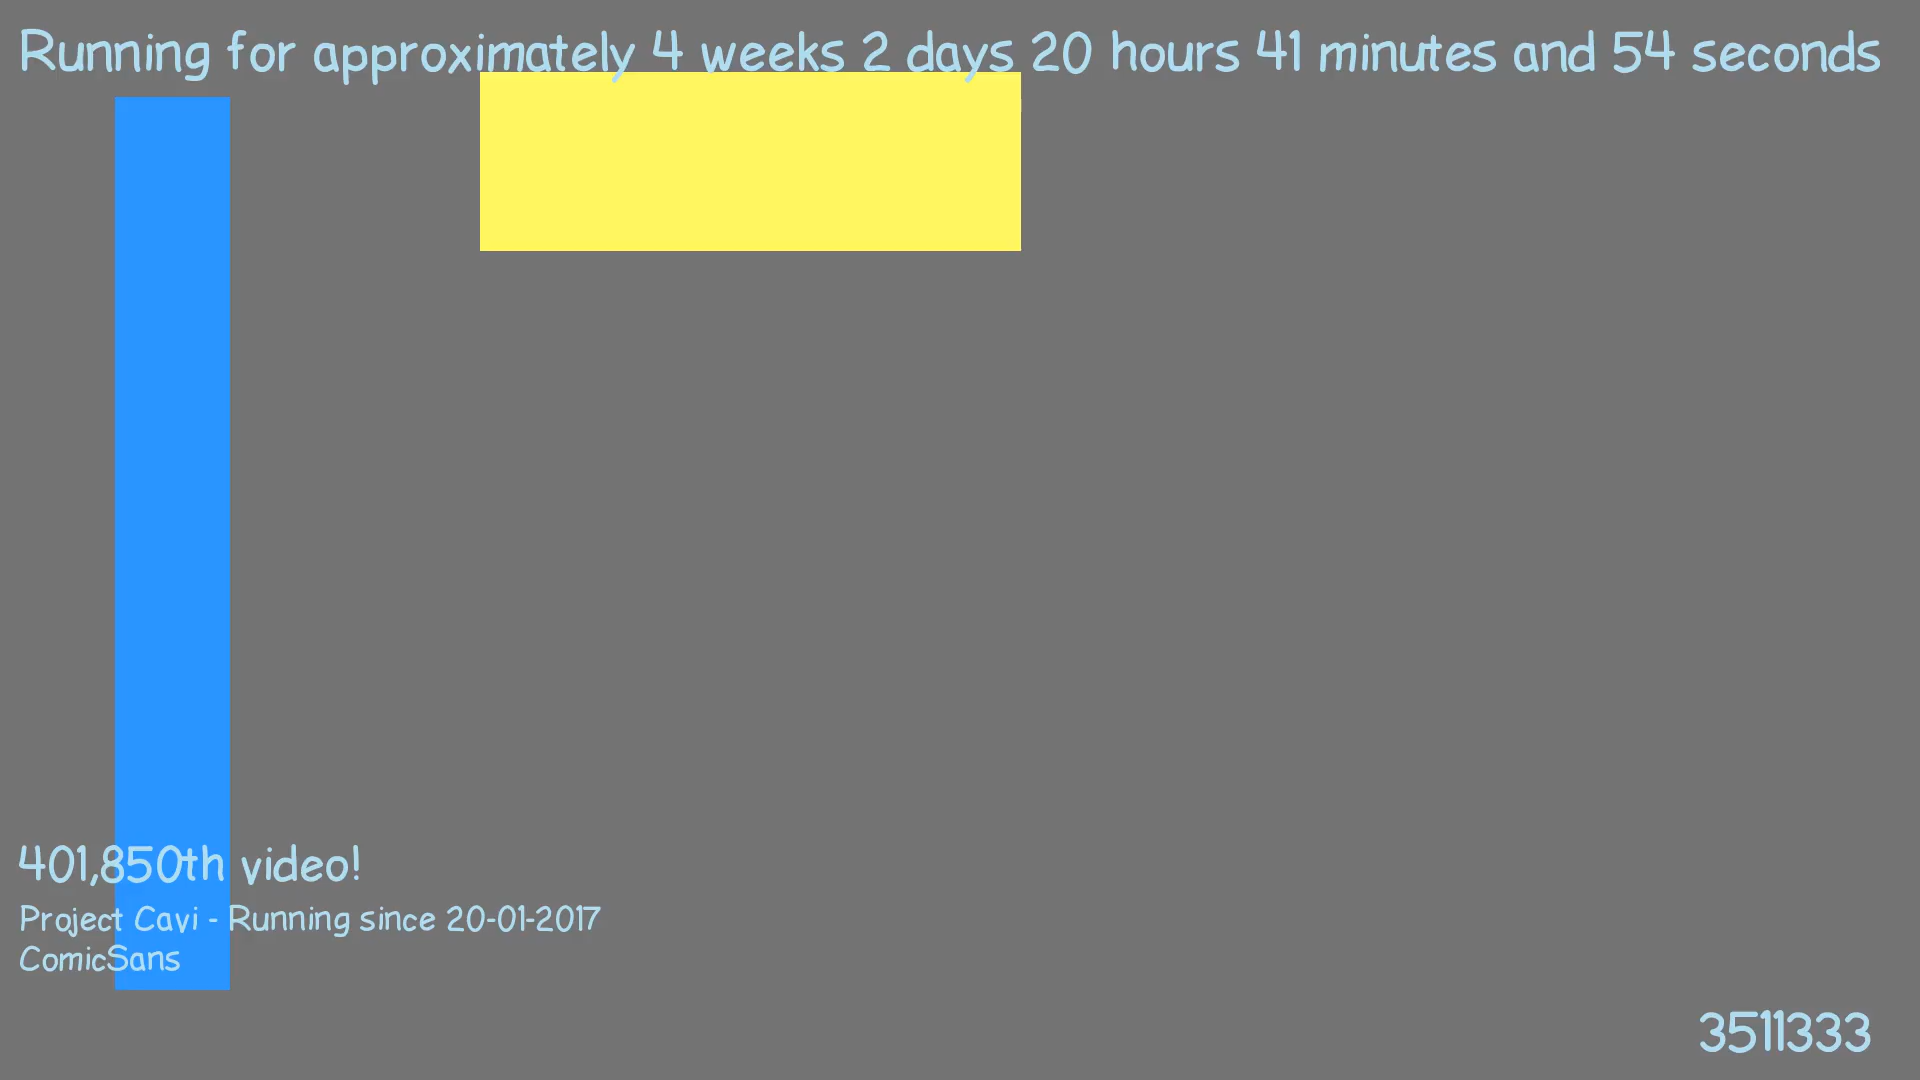 Running for approximately 4 weeks 2 days 20 hours 41 minutes and 54 seconds
401,850th video!
Project Cavi - Running since 20-01-2017
ComicSans
3511333